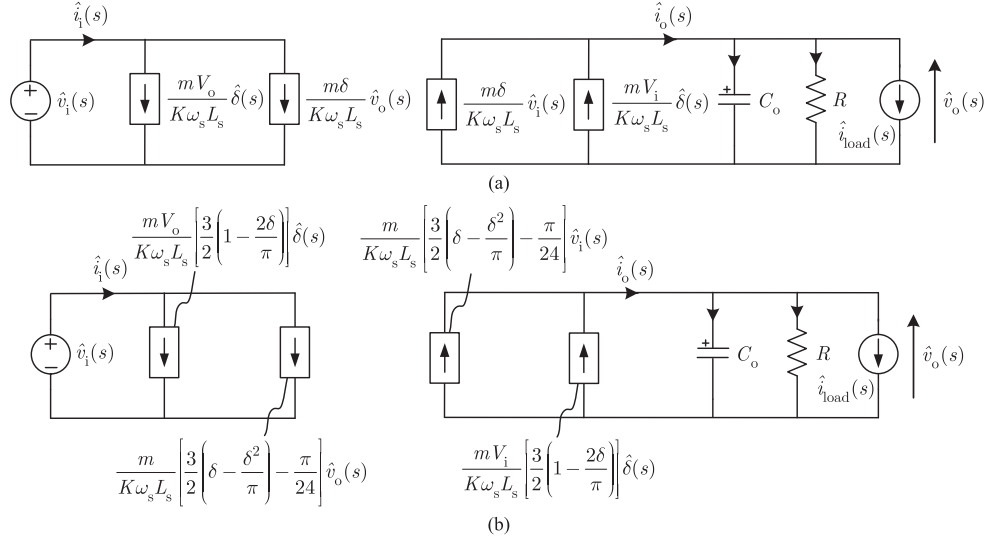 î_i(s) î_o(s)
+ − v̂_i(s) mV_o/(Kω_sL_s) δ̂(s) mδ/(Kω_sL_s) v̂_o(s) mδ/(Kω_sL_s) v̂_i(s) mV_i/(Kω_sL_s) δ̂(s) + C_o R î_load(s) v̂_o(s)
(a)
mV_o/(Kω_sL_s) [3/2 (1 − 2δ/π)] δ̂(s) m/(Kω_sL_s) [3/2 (δ − δ²/π) − π/24] v̂_i(s)
î_i(s) î_o(s)
+ − v̂_i(s) + C_o R î_load(s) v̂_o(s)
m/(Kω_sL_s) [3/2 (δ − δ²/π) − π/24] v̂_o(s) mV_i/(Kω_sL_s) [3/2 (1 − 2δ/π)] δ̂(s)
(b)